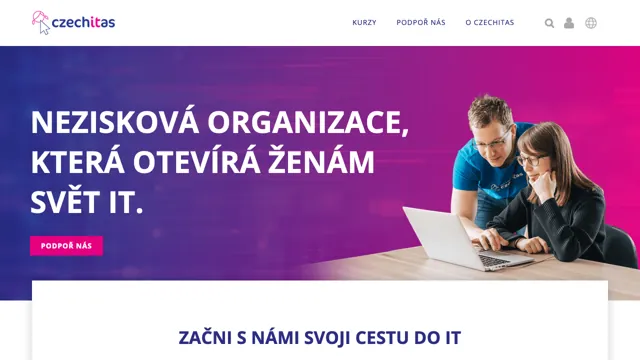 czechitas
KURZY
PODPOŘ NÁS
O CZECHITAS
NEZISKOVÁ ORGANIZACE,
KTERÁ OTEVÍRÁ ŽENÁM
SVĚT IT.
PODPOŘ NÁS
ZAČNI S NÁMI SVOJI CESTU DO IT